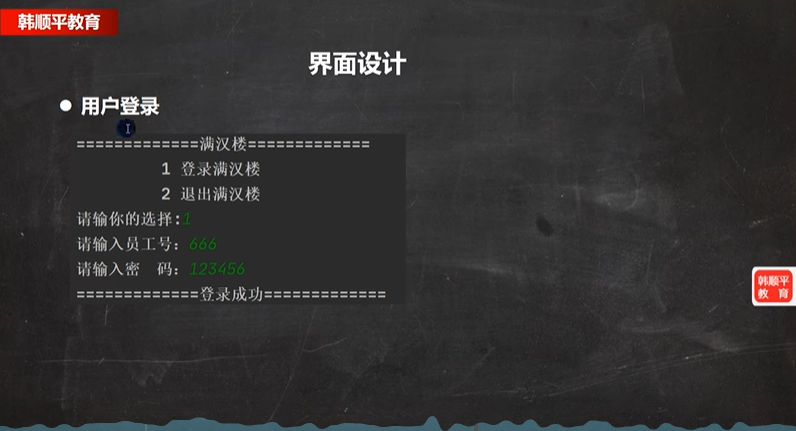 韩顺平教育
界面设计
● 用户登录
=============满汉楼=============
1 登录满汉楼
2 退出满汉楼
请输你的选择:1
请输入员工号: 666
请输入密　码: 123456
=============登录成功=============
韩顺平
教　育